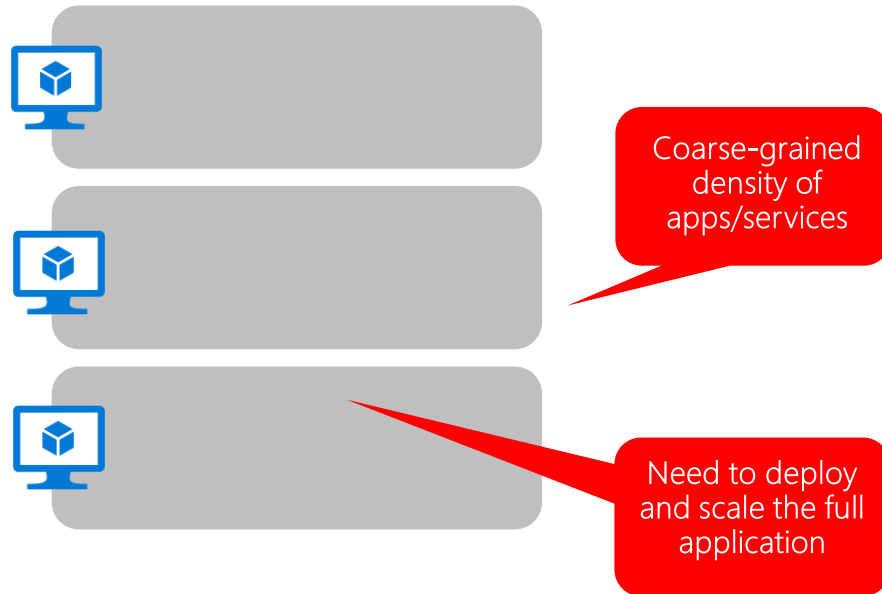 Coarse-grained
density of
apps/services
Need to deploy
and scale the full
application